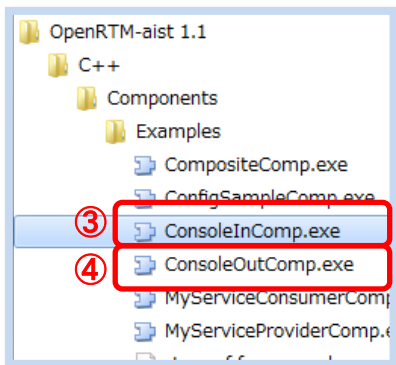 OpenRTM-aist 1.1
C++
Components
Examples
CompositeComp.exe
ConfigSampleComp.exe
③ ConsoleInComp.exe
④ ConsoleOutComp.exe
MyServiceConsumerComp
MyServiceProviderComp.e